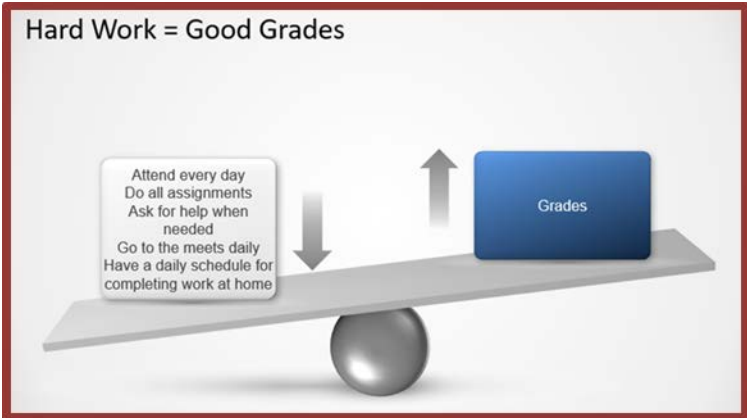 Hard Work = Good Grades
Attend every day
Do all assignments
Ask for help when
needed
Go to the meets daily
Have a daily schedule for
completing work at home
Grades